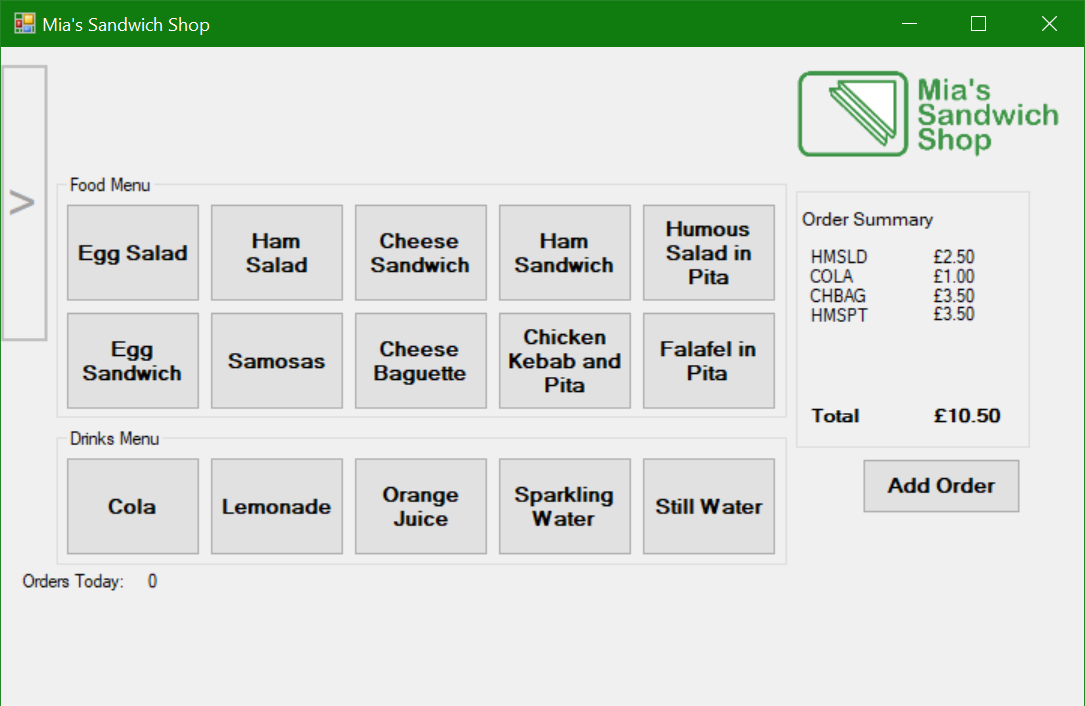 Mia's Sandwich Shop
Mia's
Sandwich
Shop
>
Food Menu
Egg Salad
Ham
Salad
Cheese
Sandwich
Ham
Sandwich
Humous
Salad in
Pita
Egg
Sandwich
Samosas
Cheese
Baguette
Chicken
Kebab and
Pita
Falafel in
Pita
Drinks Menu
Cola
Lemonade
Orange
Juice
Sparkling
Water
Still Water
Orders Today: 0
Order Summary
HMSLD £2.50
COLA £1.00
CHBAG £3.50
HMSPT £3.50
Total £10.50
Add Order